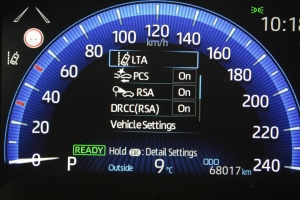 10:18
80 100 120 140 160
km/h
60 180
40 200
20 220
0 240
LTA
PCS On
RSA On
DRCC(RSA) On
Vehicle Settings
READY Hold OK : Detail Settings
P Outside 9 °C ODO 68017 km